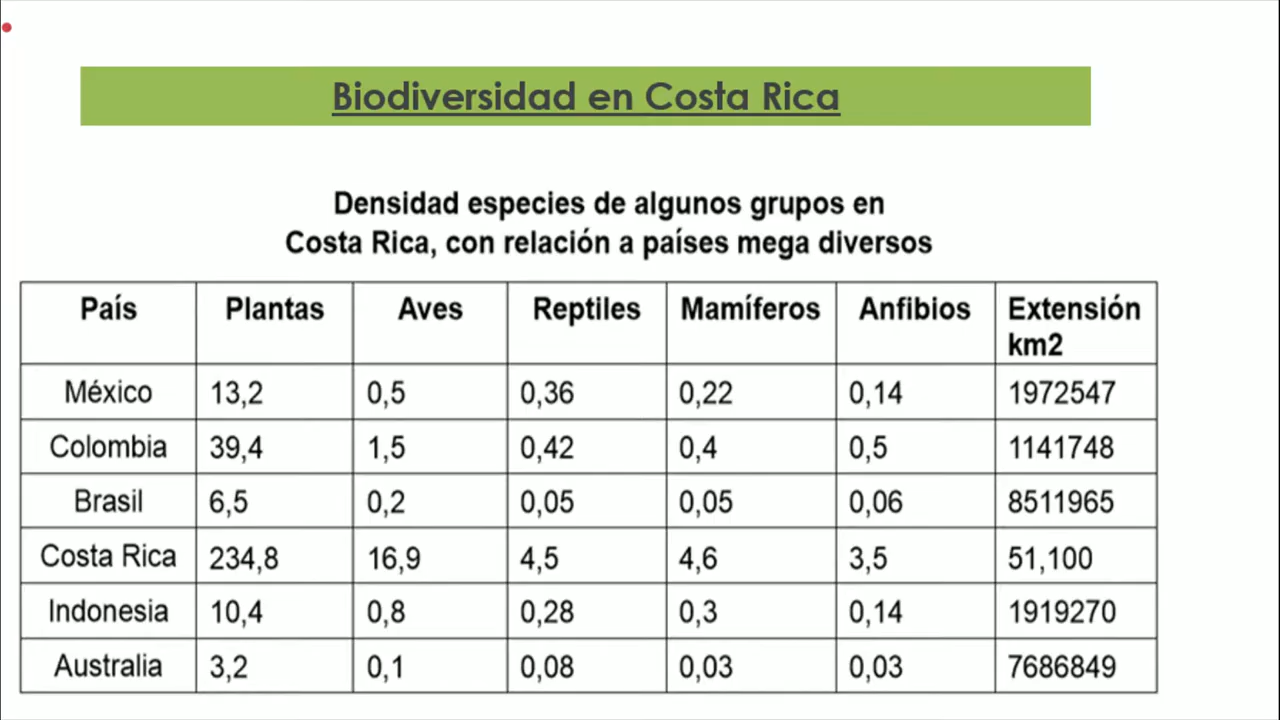 Biodiversidad en Costa Rica
Densidad especies de algunos grupos en
Costa Rica, con relación a países mega diversos
País Plantas Aves Reptiles Mamíferos Anfibios Extensión km2
México 13,2 0,5 0,36 0,22 0,14 1972547
Colombia 39,4 1,5 0,42 0,4 0,5 1141748
Brasil 6,5 0,2 0,05 0,05 0,06 8511965
Costa Rica 234,8 16,9 4,5 4,6 3,5 51,100
Indonesia 10,4 0,8 0,28 0,3 0,14 1919270
Australia 3,2 0,1 0,08 0,03 0,03 7686849